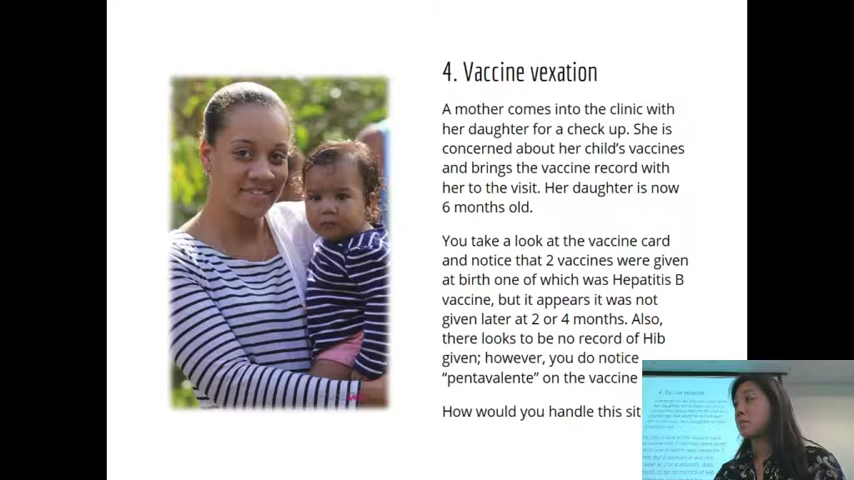 4. Vaccine vexation
A mother comes into the clinic with
her daughter for a check up. She is
concerned about her child's vaccines
and brings the vaccine record with
her to the visit. Her daughter is now
6 months old.
You take a look at the vaccine card
and notice that 2 vaccines were given
at birth one of which was Hepatitis B
vaccine, but it appears it was not
given later at 2 or 4 months. Also,
there looks to be no record of Hib
given; however, you do notice
"pentavalente" on the vaccine
How would you handle this sit
4. Vaccine vexation